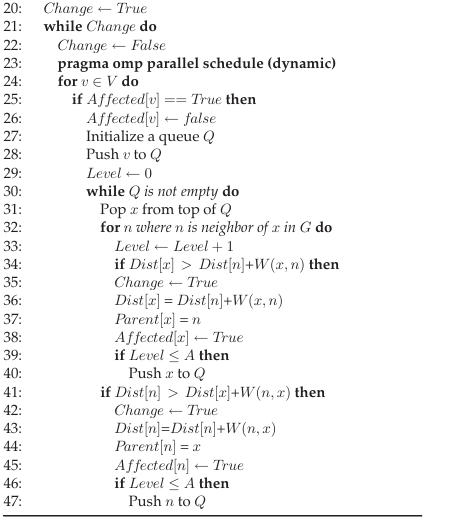 20: Change ← True
21: while Change do
22: Change ← False
23: pragma omp parallel schedule (dynamic)
24: for v ∈ V do
25: if Affected[v] == True then
26: Affected[v] ← false
27: Initialize a queue Q
28: Push v to Q
29: Level ← 0
30: while Q is not empty do
31: Pop x from top of Q
32: for n where n is neighbor of x in G do
33: Level ← Level + 1
34: if Dist[x] > Dist[n]+W(x, n) then
35: Change ← True
36: Dist[x] = Dist[n]+W(x, n)
37: Parent[x] = n
38: Affected[x] ← True
39: if Level ≤ A then
40: Push x to Q
41: if Dist[n] > Dist[x]+W(n, x) then
42: Change ← True
43: Dist[n]=Dist[n]+W(n, x)
44: Parent[n] = x
45: Affected[n] ← True
46: if Level ≤ A then
47: Push n to Q